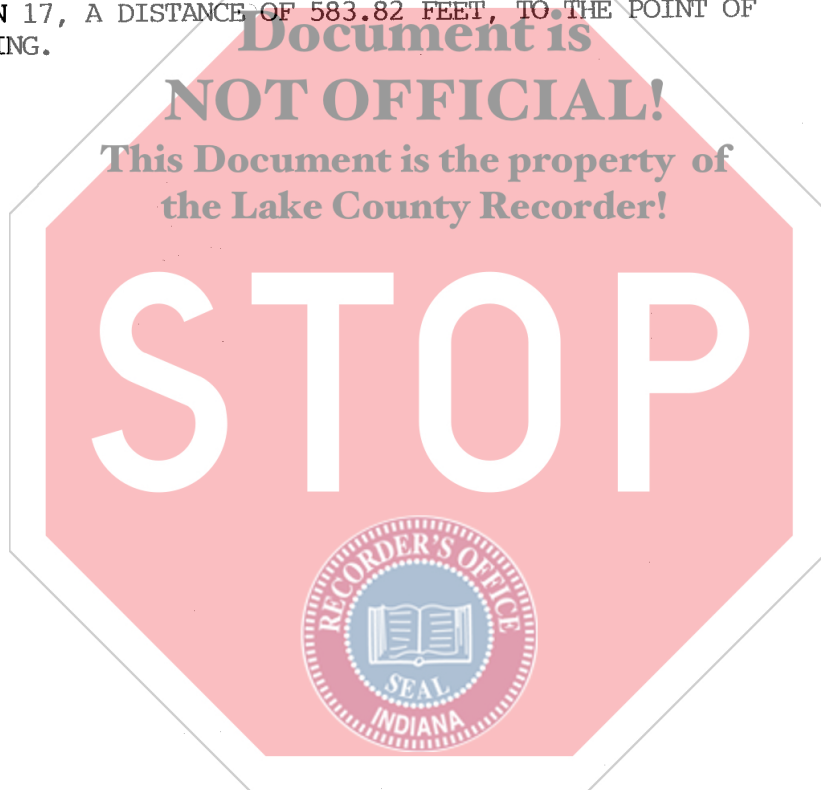 N 17, A DISTANCE OF 583.82 FEET, TO THE POINT OF
ING.
Document is
NOT OFFICIAL!
This Document is the property of
the Lake County Recorder!
STOP
RECORDER'S OFFICE
SEAL
INDIANA